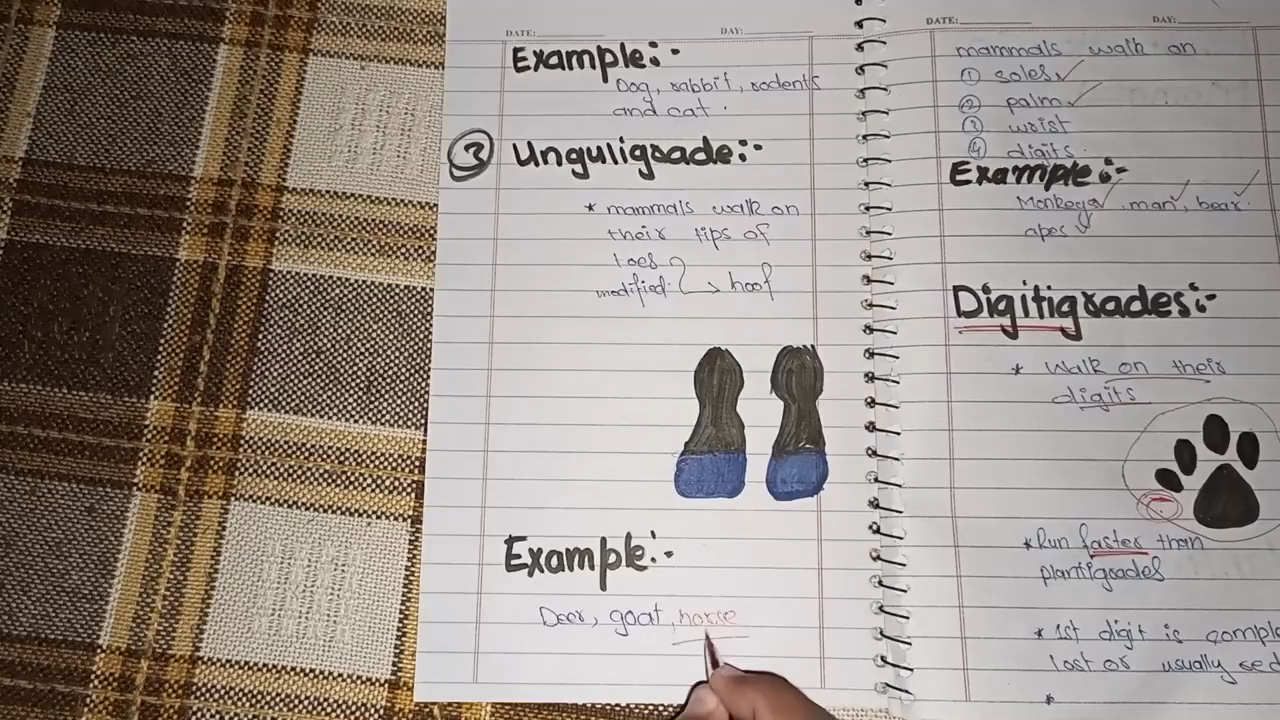 DATE: DAY:
Example:-
Dog, rabbit, rodents
and cat.
③ Unguligrade:-
* mammals walk on
their tips of
toes
modified → hoof
Example:-
Deer, goat, horse
DATE: DAY:
mammals walk on
① soles ✓
② palm ✓
③ wrist
④ digits.
Example:-
Monkeys, man, bear.
apes
Digitigrades:-
* Walk on their
digits
* Run faster than
plantigrades
* 1st digit is comple
lost or usually red
*